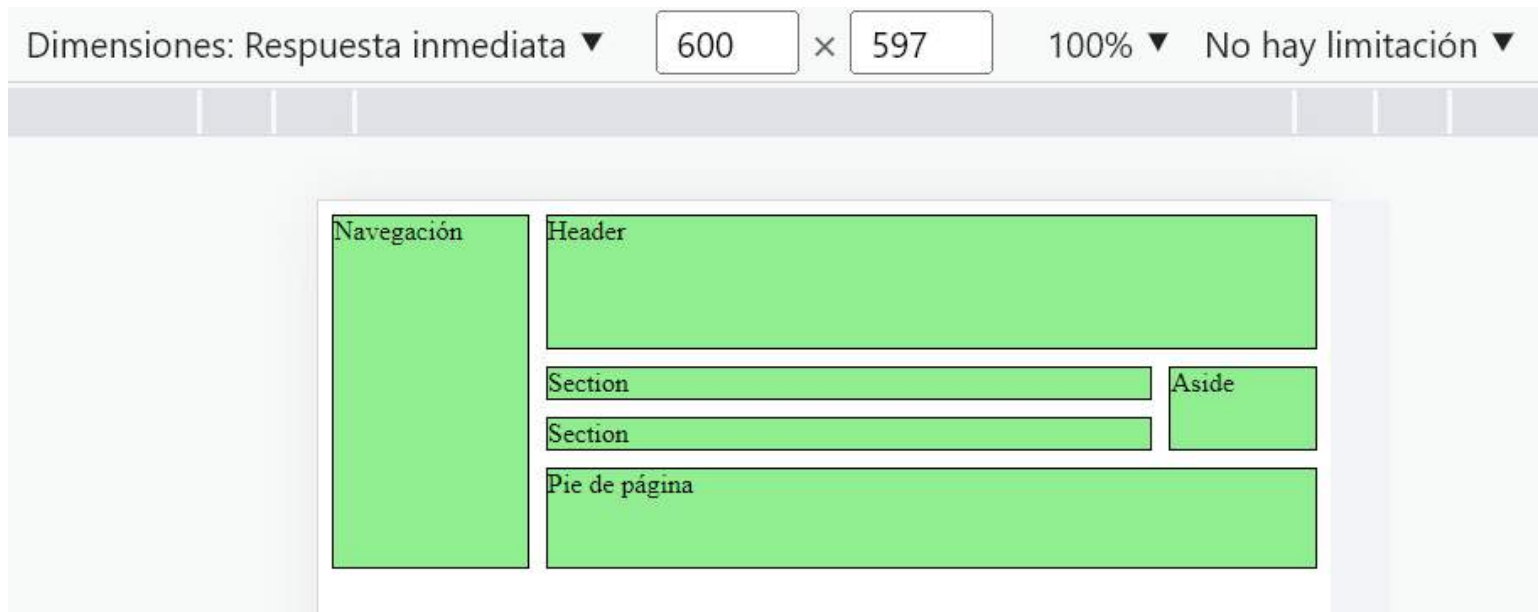 Dimensiones: Respuesta inmediata ▼ 600 × 597 100% ▼ No hay limitación ▼
Navegación
Header
Section
Aside
Section
Pie de página